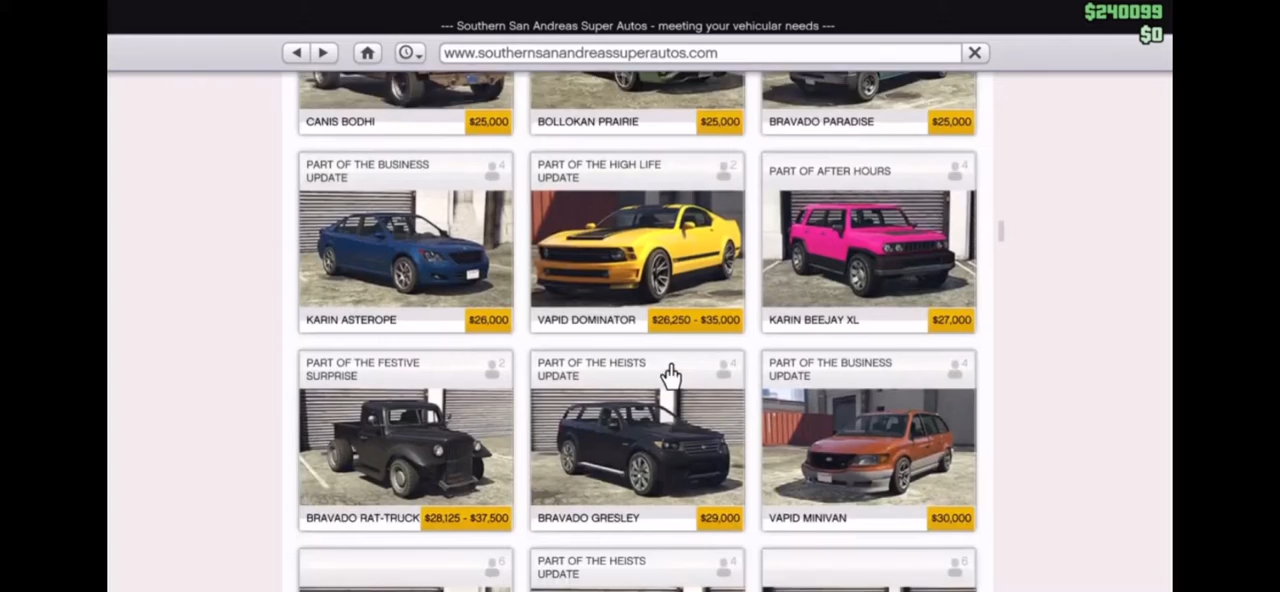 $240099
--- Southern San Andreas Super Autos - meeting your vehicular needs ---
$0
www.southernsanandreassuperautos.com
CANIS BODHI $25,000
BOLLOKAN PRAIRIE $25,000
BRAVADO PARADISE $25,000
PART OF THE BUSINESS
UPDATE
4
PART OF THE HIGH LIFE
UPDATE
2
PART OF AFTER HOURS
4
KARIN ASTEROPE $26,000
VAPID DOMINATOR $26,250 - $35,000
KARIN BEEJAY XL $27,000
PART OF THE FESTIVE
SURPRISE
2
PART OF THE HEISTS
UPDATE
4
PART OF THE BUSINESS
UPDATE
4
BRAVADO RAT-TRUCK $28,125 - $37,500
BRAVADO GRESLEY $29,000
VAPID MINIVAN $30,000
6
PART OF THE HEISTS
UPDATE
4
6